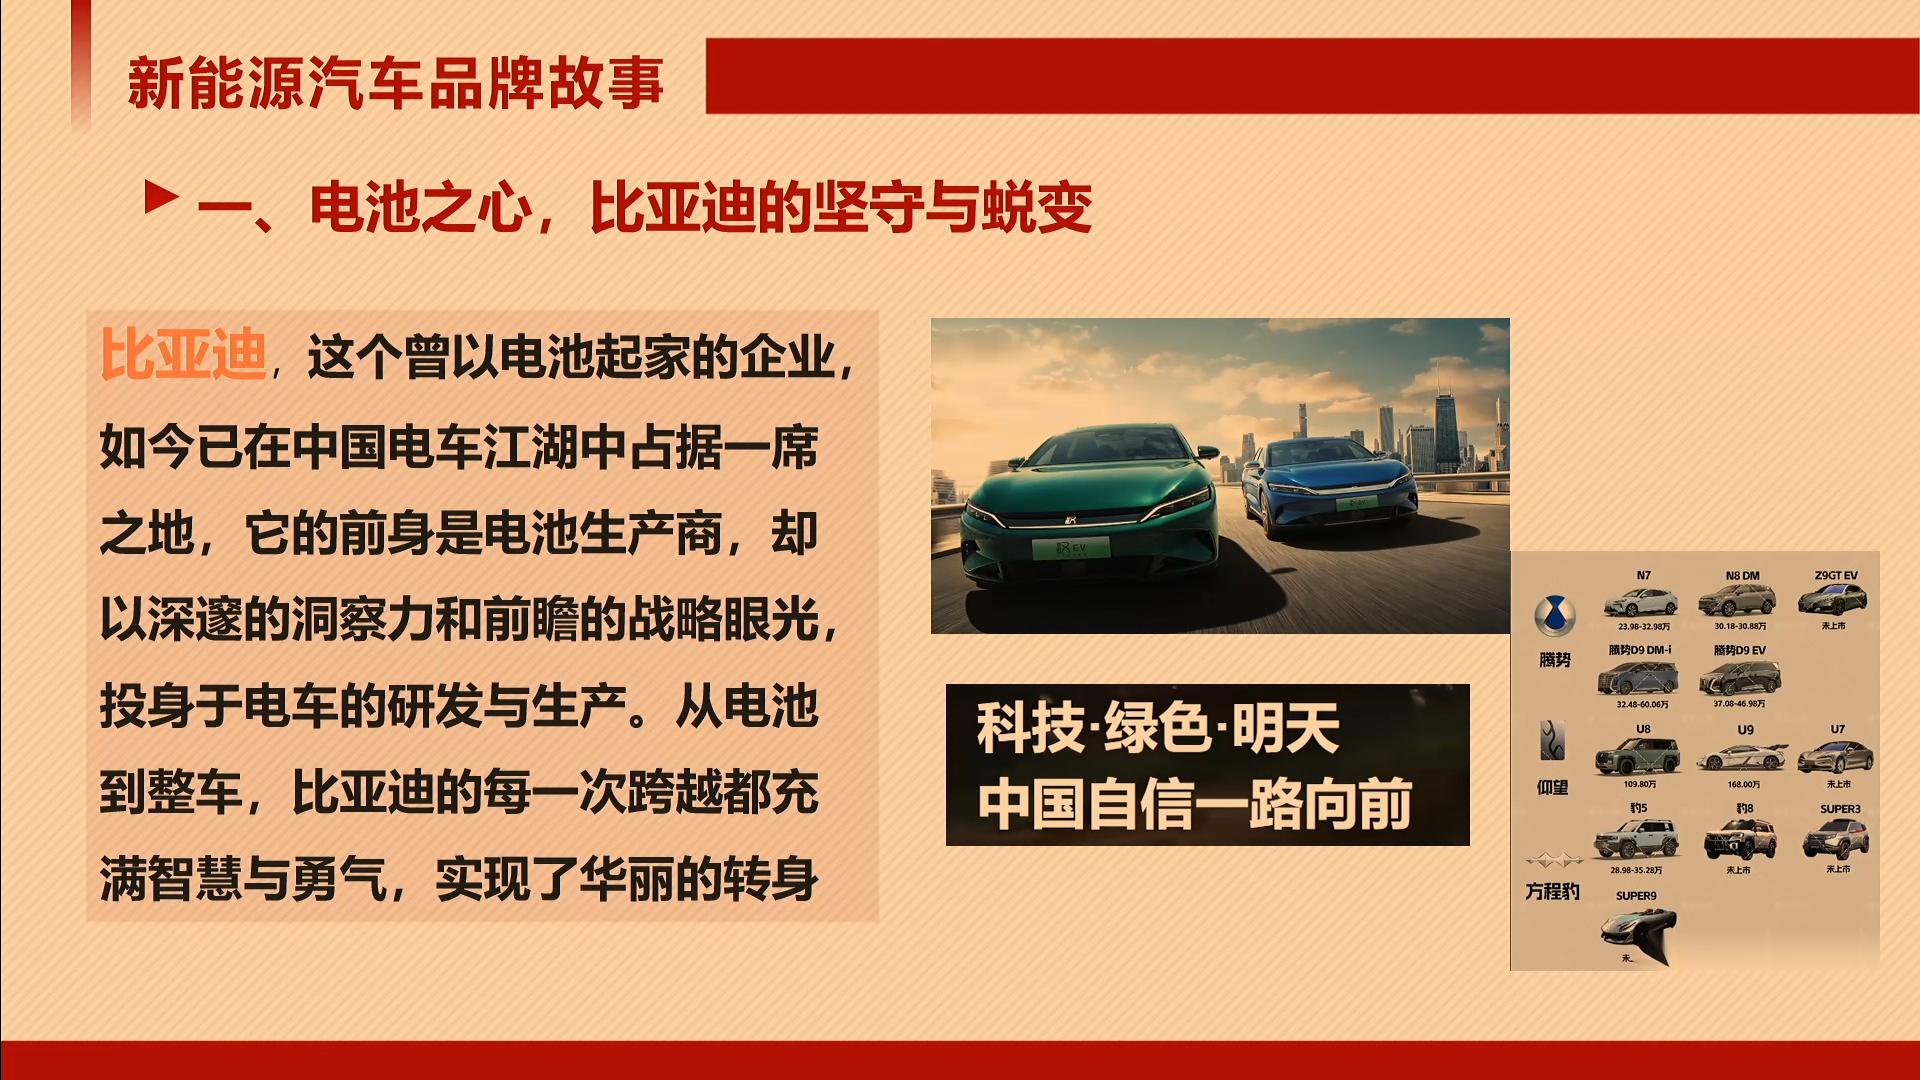 新能源汽车品牌故事
一、电池之心，比亚迪的坚守与蜕变
比亚迪，这个曾以电池起家的企业，
如今已在中国电车江湖中占据一席
之地，它的前身是电池生产商，却
以深邃的洞察力和前瞻的战略眼光，
投身于电车的研发与生产。从电池
到整车，比亚迪的每一次跨越都充
满智慧与勇气，实现了华丽的转身
EV
科技·绿色·明天
中国自信一路向前
N7 N8 DM Z9GT EV
23.98-32.98万 30.18-30.88万 未上市
腾势
腾势D9 DM-i 腾势D9 EV
32.48-60.06万 37.08-46.98万
U8 U9 U7
109.80万 168.00万 未上市
仰望
豹5 豹8 SUPER3
28.98-35.28万 未上市 未上市
方程豹
SUPER9
未